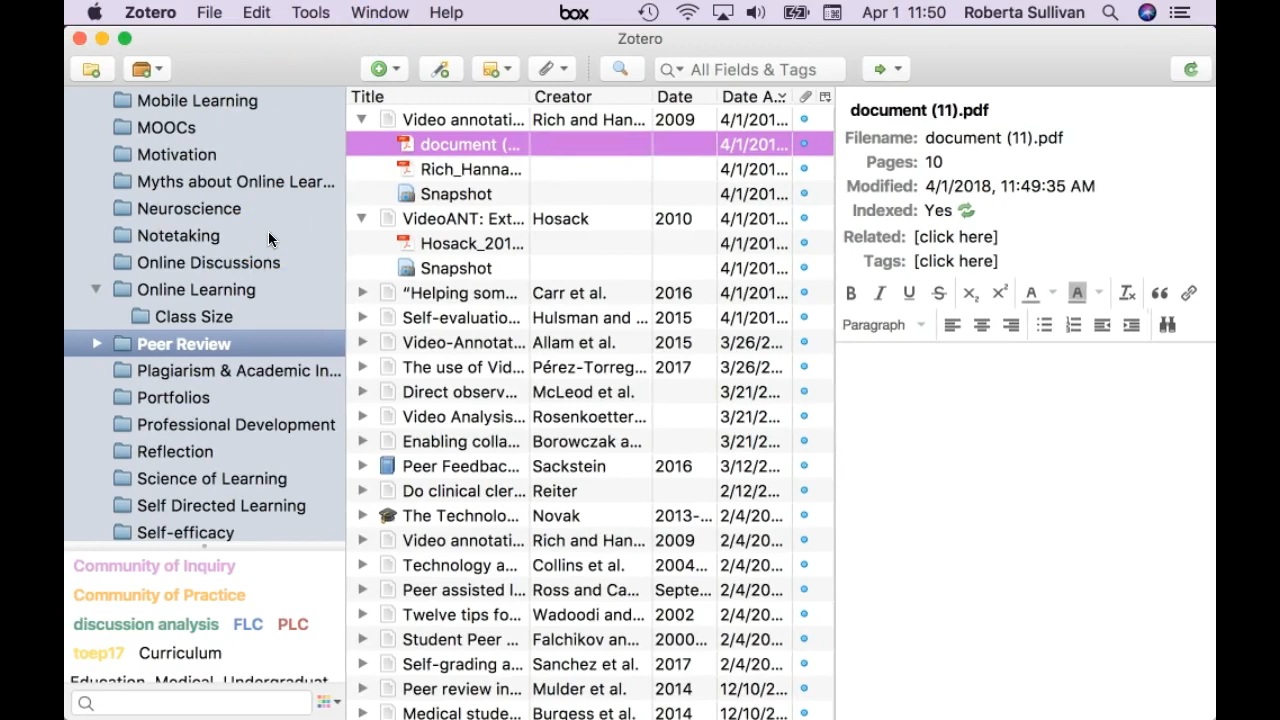 Zotero File Edit Tools Window Help box Apr 1 11:50 Roberta Sullivan
Zotero
All Fields & Tags
Mobile Learning
MOOCs
Motivation
Myths about Online Lear...
Neuroscience
Notetaking
Online Discussions
Online Learning
Class Size
Peer Review
Plagiarism & Academic In...
Portfolios
Professional Development
Reflection
Science of Learning
Self Directed Learning
Self-efficacy
Community of Inquiry
Community of Practice
discussion analysis FLC PLC
toep17 Curriculum
Education, Medical, Undergraduat
Title Creator Date Date A...
Video annotati... Rich and Han... 2009 4/1/201...
document (... 4/1/201...
Rich_Hanna... 4/1/201...
Snapshot 4/1/201...
VideoANT: Ext... Hosack 2010 4/1/201...
Hosack_201... 4/1/201...
Snapshot 4/1/201...
“Helping som... Carr et al. 2016 4/1/201...
Self-evaluatio... Hulsman and ... 2015 4/1/201...
Video-Annotat... Allam et al. 2015 3/26/2...
The use of Vid... Pérez-Torreg... 2017 3/26/2...
Direct observ... McLeod et al. 3/21/2...
Video Analysis... Rosenkoetter... 3/21/2...
Enabling colla... Borowczak a... 3/21/2...
Peer Feedbac... Sackstein 2016 3/12/2...
Do clinical cler... Reiter 2/12/2...
The Technolo... Novak 2013-... 2/4/20...
Video annotati... Rich and Han... 2009 2/4/20...
Technology a... Collins et al. 2004... 2/4/20...
Peer assisted l... Ross and Ca... Septe... 2/4/20...
Twelve tips fo... Wadoodi and... 2002 2/4/20...
Student Peer ... Falchikov an... 2000... 2/4/20...
Self-grading a... Sanchez et al. 2017 2/4/20...
Peer review in... Mulder et al. 2014 12/10/2...
Medical stude... Burgess et al. 2014 12/10/2...
document (11).pdf
Filename: document (11).pdf
Pages: 10
Modified: 4/1/2018, 11:49:35 AM
Indexed: Yes
Related: [click here]
Tags: [click here]
B I U S X₂ X² A A Tx
Paragraph